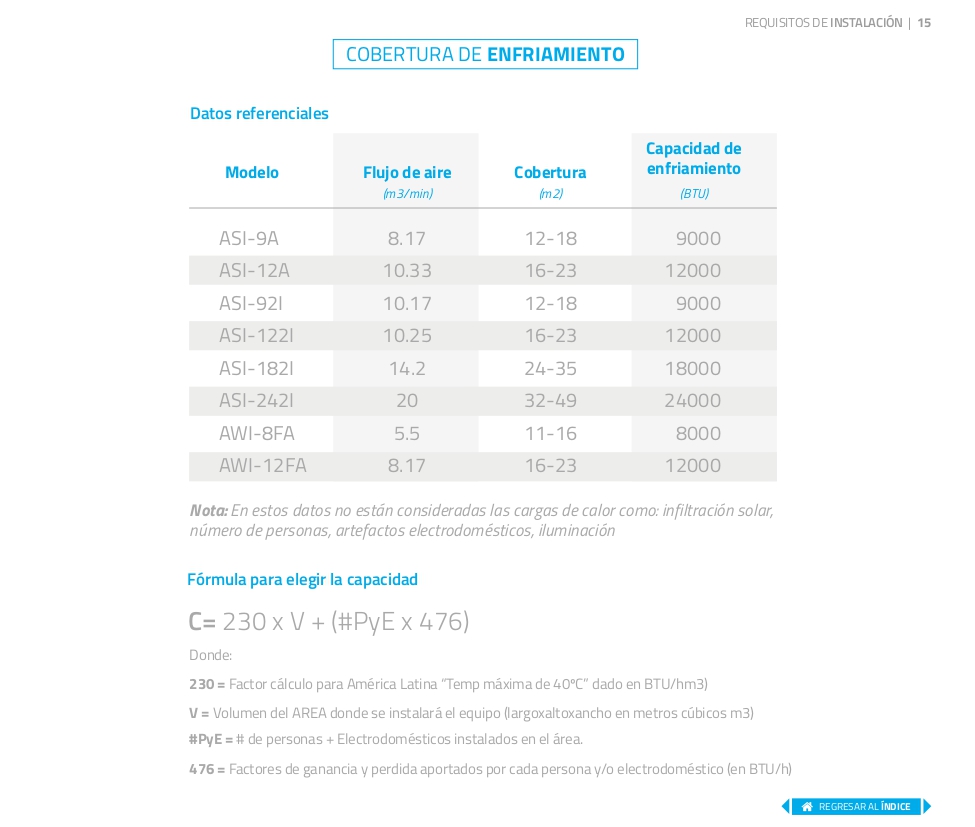 REQUISITOS DE INSTALACIÓN | 15
COBERTURA DE ENFRIAMIENTO
Datos referenciales
Modelo Flujo de aire (m3/min) Cobertura (m2) Capacidad de enfriamiento (BTU)
ASI-9A 8.17 12-18 9000
ASI-12A 10.33 16-23 12000
ASI-92I 10.17 12-18 9000
ASI-122I 10.25 16-23 12000
ASI-182I 14.2 24-35 18000
ASI-242I 20 32-49 24000
AWI-8FA 5.5 11-16 8000
AWI-12FA 8.17 16-23 12000
Nota: En estos datos no están consideradas las cargas de calor como: infiltración solar,
número de personas, artefactos electrodomésticos, iluminación
Fórmula para elegir la capacidad
C= 230 x V + (#PyE x 476)
Donde:
230 = Factor cálculo para América Latina “Temp máxima de 40ºC” dado en BTU/hm3)
V = Volumen del AREA donde se instalará el equipo (largoxaltoxancho en metros cúbicos m3)
#PyE = # de personas + Electrodomésticos instalados en el área.
476 = Factores de ganancia y perdida aportados por cada persona y/o electrodoméstico (en BTU/h)
REGRESAR AL ÍNDICE